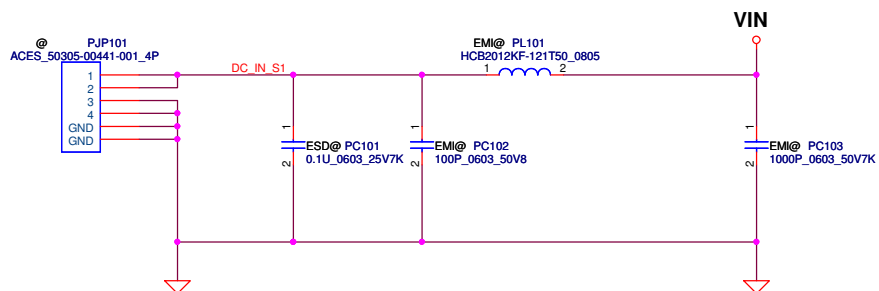 VIN
@ PJP101
ACES_50305-00441-001_4P
EMI@ PL101
HCB2012KF-121T50_0805
DC_IN_S1
1 2
1
2
3
4
GND
GND
1
ESD@ PC101
0.1U_0603_25V7K
2
1
EMI@ PC102
100P_0603_50V8
2
1
EMI@ PC103
1000P_0603_50V7K
2